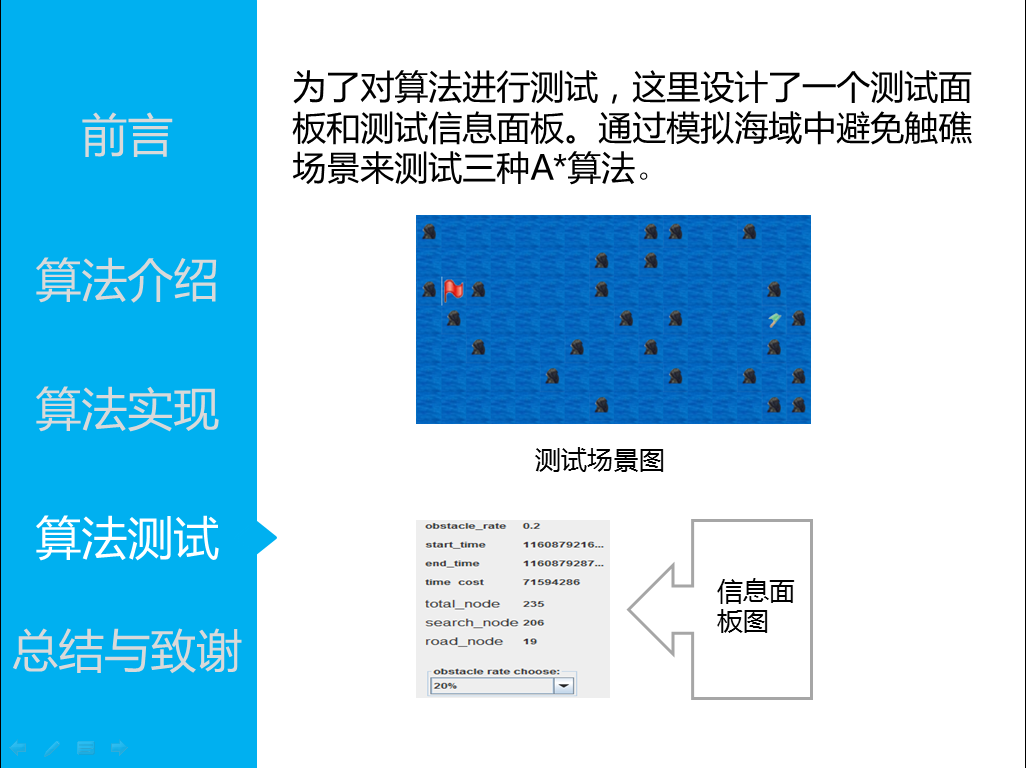 前言
算法介绍
算法实现
算法测试
总结与致谢
为了对算法进行测试，这里设计了一个测试面
板和测试信息面板。通过模拟海域中避免触礁
场景来测试三种A*算法。
测试场景图
obstacle_rate 0.2
start_time 1160879216...
end_time 1160879287...
time cost 71594286
total_node 235
search_node 206
road_node 19
obstacle rate choose:
20%
信息面
板图